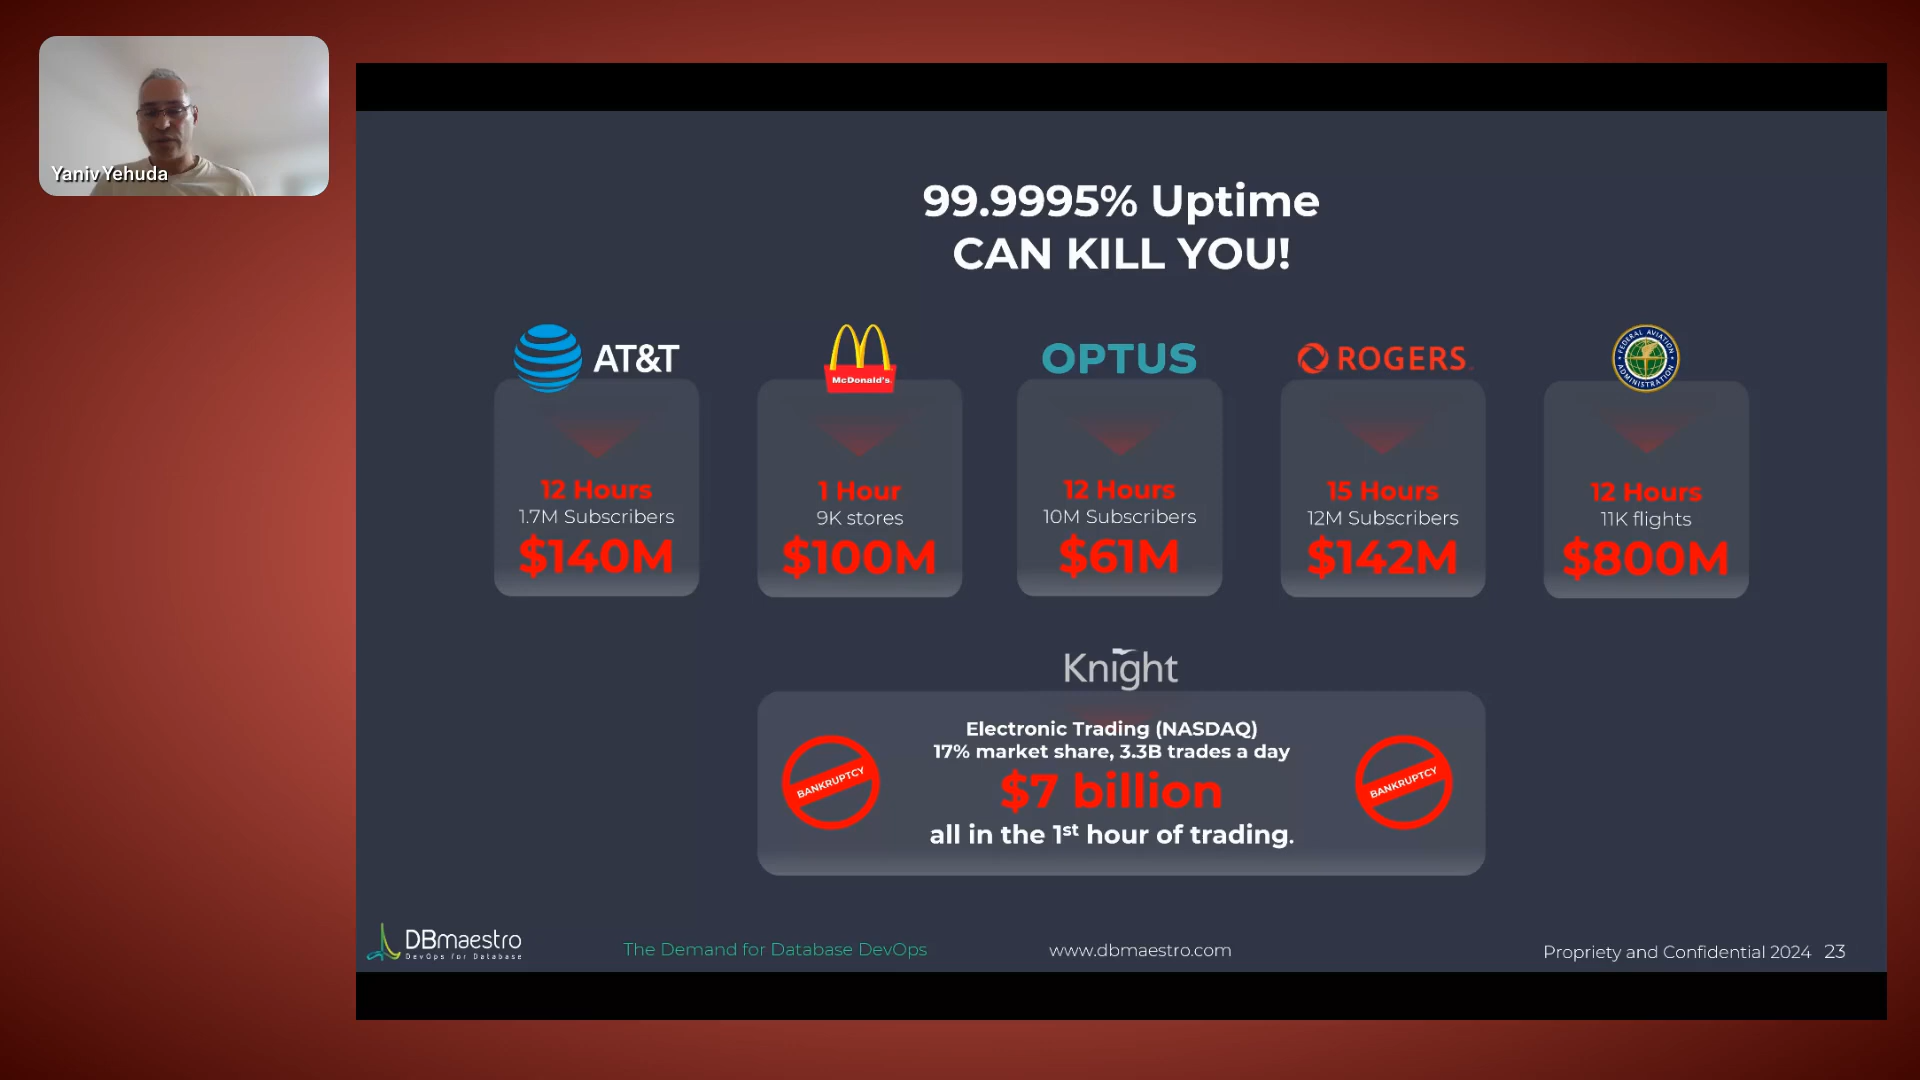 Yaniv Yehuda
99.9995% Uptime
CAN KILL YOU!
AT&T
12 Hours
1.7M Subscribers
$140M
McDonald's
1 Hour
9K stores
$100M
OPTUS
12 Hours
10M Subscribers
$61M
ROGERS
15 Hours
12M Subscribers
$142M
FEDERAL AVIATION
ADMINISTRATION
12 Hours
11K flights
$800M
Knight
Electronic Trading (NASDAQ)
17% market share, 3.3B trades a day
$7 billion
all in the 1st hour of trading.
BANKRUPTCY
BANKRUPTCY
DBmaestro
DevOps for Database
The Demand for Database DevOps
www.dbmaestro.com
Propriety and Confidential 2024 23